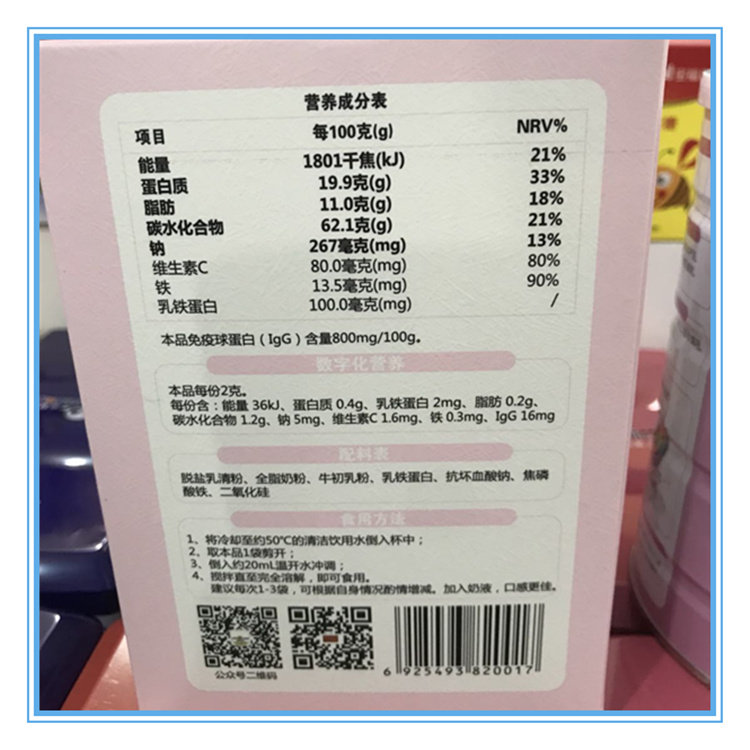 营养成分表
项目 每100克(g) NRV%
能量 1801千焦(kJ) 21%
蛋白质 19.9克(g) 33%
脂肪 11.0克(g) 18%
碳水化合物 62.1克(g) 21%
钠 267毫克(mg) 13%
维生素C 80.0毫克(mg) 80%
铁 13.5毫克(mg) 90%
乳铁蛋白 100.0毫克(mg) /
本品免疫球蛋白（IgG）含量800mg/100g。
数字化营养
本品每份2克。
每份含：能量 36kJ、蛋白质 0.4g、乳铁蛋白 2mg、脂肪 0.2g、
碳水化合物 1.2g、钠 5mg、维生素C 1.6mg、铁 0.3mg、IgG 16mg
配料表
脱盐乳清粉、全脂奶粉、牛初乳粉、乳铁蛋白、抗坏血酸钠、焦磷
酸铁、二氧化硅
食用方法
1、将冷却至约50℃的清洁饮用水倒入杯中；
2、取本品1袋剪开；
3、倒入约20mL温开水冲调；
4、搅拌直至完全溶解，即可食用。
建议每次1-3袋，可根据自身情况酌情增减。加入奶液，口感更佳。
公众号二维码
6 925493 820017